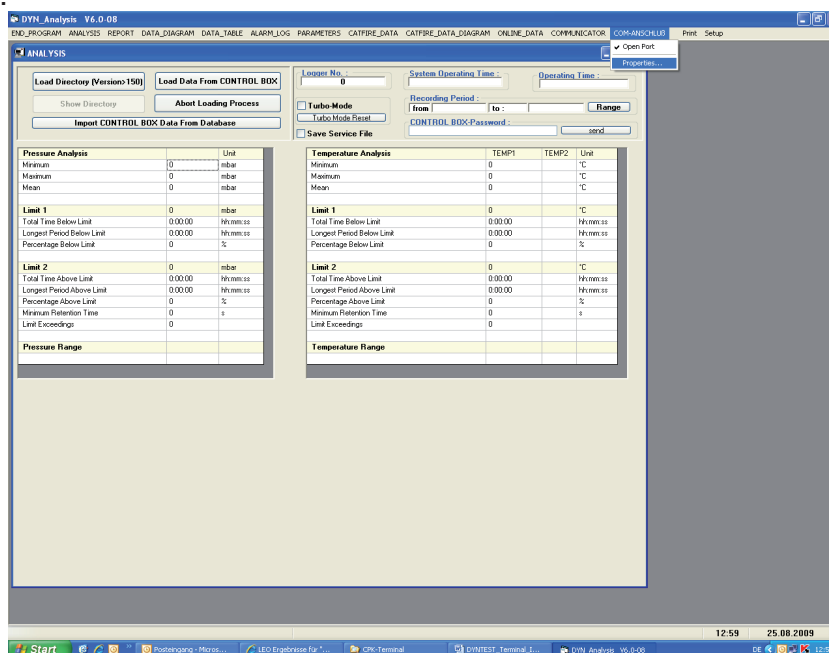 DYN_Analysis V6.0-08
END_PROGRAM ANALYSIS REPORT DATA_DIAGRAM DATA_TABLE ALARM_LOG PARAMETERS CATFIRE_DATA CATFIRE_DATA_DIAGRAM ONLINE_DATA COMMUNICATOR COM-ANSCHLUß Print Setup
Open Port
Properties...
ANALYSIS
Load Directory (Version>150) Load Data From CONTROL BOX
Show Directory Abort Loading Process
Import CONTROL BOX Data From Database
Logger No. : System Operating Time : Operating Time :
0
Turbo-Mode
Turbo Mode Reset
Save Service File
Recording Period :
from to : Range
CONTROL BOX-Password :
send
Pressure Analysis Unit
Minimum 0 mbar
Maximum 0 mbar
Mean 0 mbar
Limit 1 0 mbar
Total Time Below Limit 0:00:00 hh:mm:ss
Longest Period Below Limit 0:00:00 hh:mm:ss
Percentage Below Limit 0 %
Limit 2 0 mbar
Total Time Above Limit 0:00:00 hh:mm:ss
Longest Period Above Limit 0:00:00 hh:mm:ss
Percentage Above Limit 0 %
Minimum Retention Time 0 s
Limit Exceedings 0
Pressure Range
Temperature Analysis TEMP1 TEMP2 Unit
Minimum 0 °C
Maximum 0 °C
Mean 0 °C
Limit 1 0 °C
Total Time Below Limit 0:00:00 hh:mm:ss
Longest Period Below Limit 0:00:00 hh:mm:ss
Percentage Below Limit 0 %
Limit 2 0 °C
Total Time Above Limit 0:00:00 hh:mm:ss
Longest Period Above Limit 0:00:00 hh:mm:ss
Percentage Above Limit 0 %
Minimum Retention Time 0 s
Limit Exceedings 0
Temperature Range
12:59 25.08.2009
Start Posteingang - Micros... LEO Ergebnisse für "... CPK-Terminal DYNTEST_Terminal_I... DYN_Analysis V6.0-08 DE